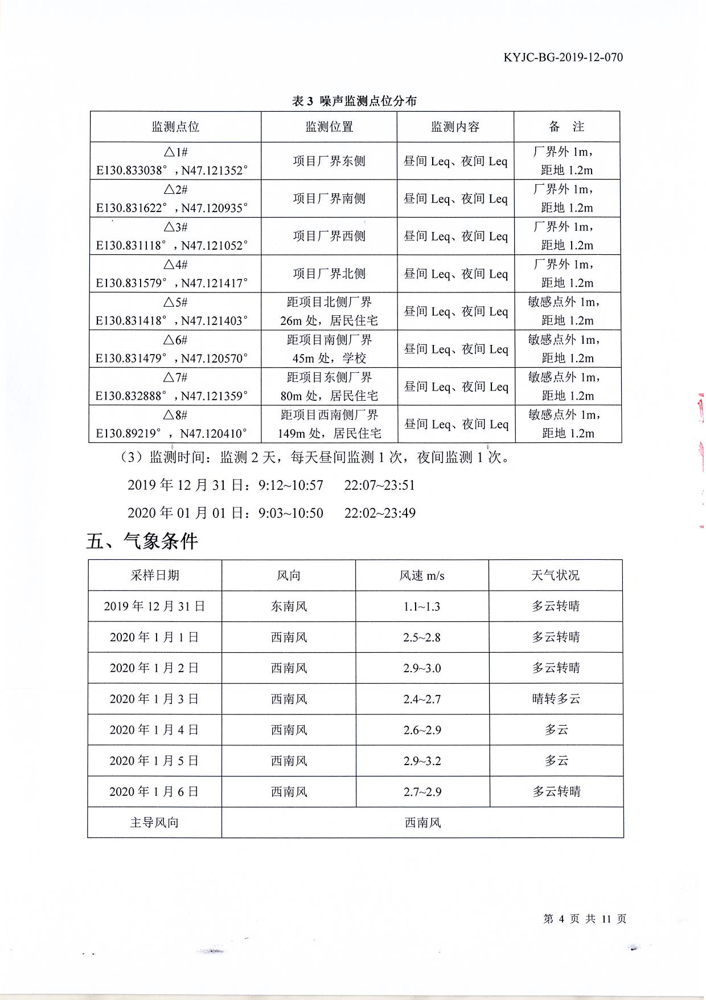 KYJC-BG-2019-12-070
表 3 噪声监测点位分布
监测点位 监测位置 监测内容 备 注
△1#
E130.833038°，N47.121352°
项目厂界东侧
昼间 Leq、夜间 Leq
厂界外 1m，
距地 1.2m
△2#
E130.831622°，N47.120935°
项目厂界南侧
昼间 Leq、夜间 Leq
厂界外 1m，
距地 1.2m
△3#
E130.831118°，N47.121052°
项目厂界西侧
昼间 Leq、夜间 Leq
厂界外 1m，
距地 1.2m
△4#
E130.831579°，N47.121417°
项目厂界北侧
昼间 Leq、夜间 Leq
厂界外 1m，
距地 1.2m
△5#
E130.831418°，N47.121403°
距项目北侧厂界
26m 处，居民住宅
昼间 Leq、夜间 Leq
敏感点外 1m，
距地 1.2m
△6#
E130.831479°，N47.120570°
距项目南侧厂界
45m 处，学校
昼间 Leq、夜间 Leq
敏感点外 1m，
距地 1.2m
△7#
E130.832888°，N47.121359°
距项目东侧厂界
80m 处，居民住宅
昼间 Leq、夜间 Leq
敏感点外 1m，
距地 1.2m
△8#
E130.89219°，N47.120410°
距项目西南侧厂界
149m 处，居民住宅
昼间 Leq、夜间 Leq
敏感点外 1m，
距地 1.2m
（3）监测时间：监测 2 天，每天昼间监测 1 次，夜间监测 1 次。
2019 年 12 月 31 日：9:12~10:57 22:07~23:51
2020 年 01 月 01 日：9:03~10:50 22:02~23:49
五、气象条件
采样日期 风向 风速 m/s 天气状况
2019 年 12 月 31 日 东南风 1.1~1.3 多云转晴
2020 年 1 月 1 日 西南风 2.5~2.8 多云转晴
2020 年 1 月 2 日 西南风 2.9~3.0 多云转晴
2020 年 1 月 3 日 西南风 2.4~2.7 晴转多云
2020 年 1 月 4 日 西南风 2.6~2.9 多云
2020 年 1 月 5 日 西南风 2.9~3.2 多云
2020 年 1 月 6 日 西南风 2.7~2.9 多云转晴
主导风向 西南风
第 4 页 共 11 页